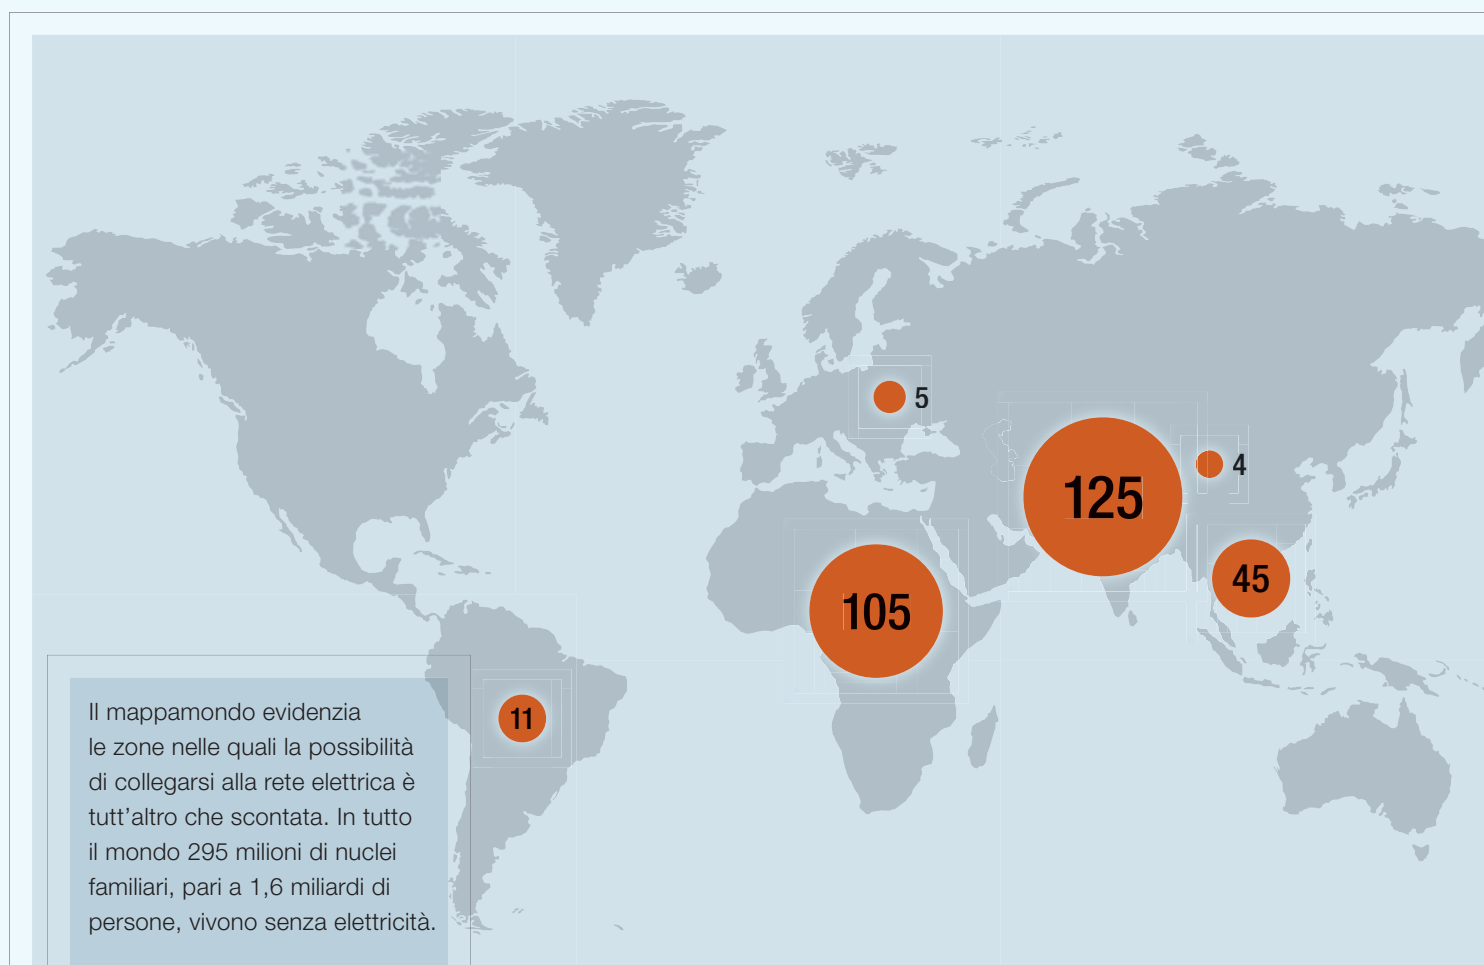 5
4
125
45
105
11
Il mappamondo evidenzia
le zone nelle quali la possibilità
di collegarsi alla rete elettrica è
tutt’altro che scontata. In tutto
il mondo 295 milioni di nuclei
familiari, pari a 1,6 miliardi di
persone, vivono senza elettricità.